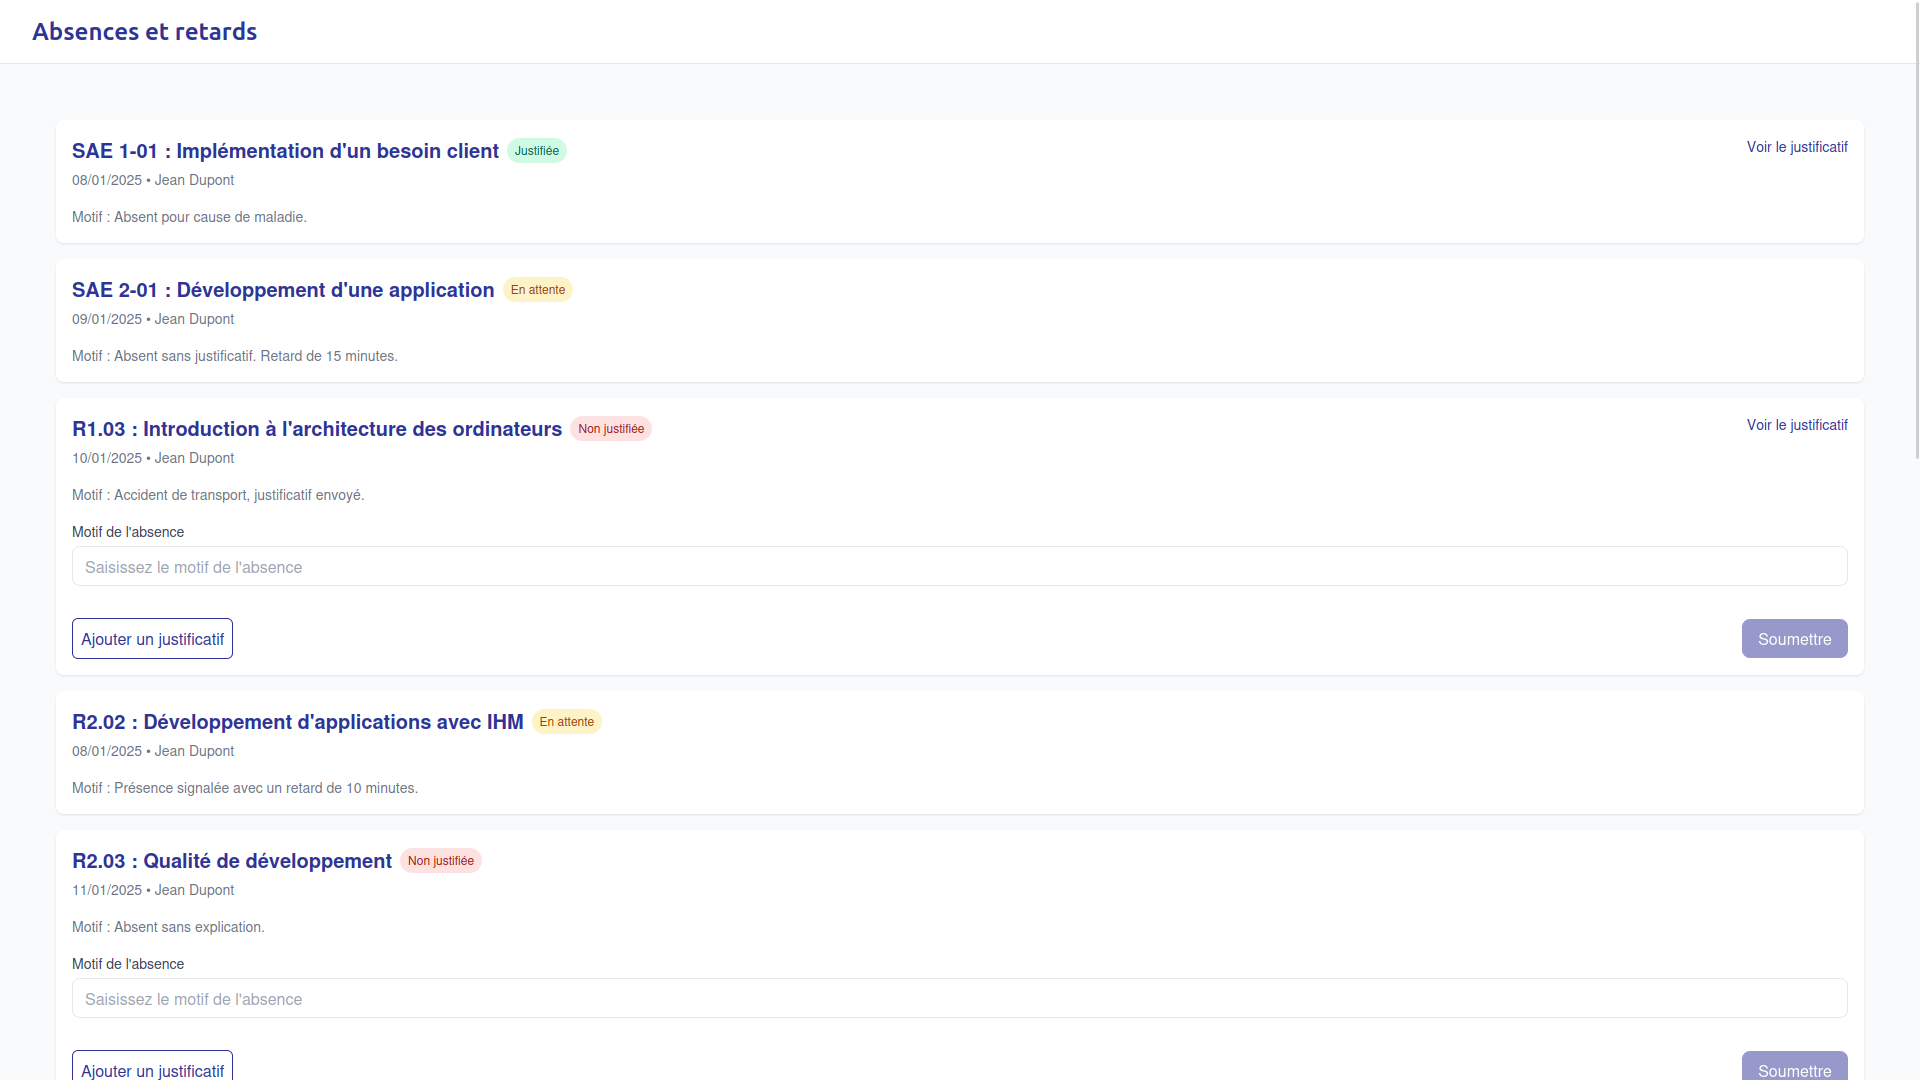 Absences et retards
SAE 1-01 : Implémentation d'un besoin client Justifiée Voir le justificatif
08/01/2025 • Jean Dupont
Motif : Absent pour cause de maladie.
SAE 2-01 : Développement d'une application En attente
09/01/2025 • Jean Dupont
Motif : Absent sans justificatif. Retard de 15 minutes.
R1.03 : Introduction à l'architecture des ordinateurs Non justifiée Voir le justificatif
10/01/2025 • Jean Dupont
Motif : Accident de transport, justificatif envoyé.
Motif de l'absence
Saisissez le motif de l'absence
Ajouter un justificatif Soumettre
R2.02 : Développement d'applications avec IHM En attente
08/01/2025 • Jean Dupont
Motif : Présence signalée avec un retard de 10 minutes.
R2.03 : Qualité de développement Non justifiée
11/01/2025 • Jean Dupont
Motif : Absent sans explication.
Motif de l'absence
Saisissez le motif de l'absence
Ajouter un justificatif Soumettre